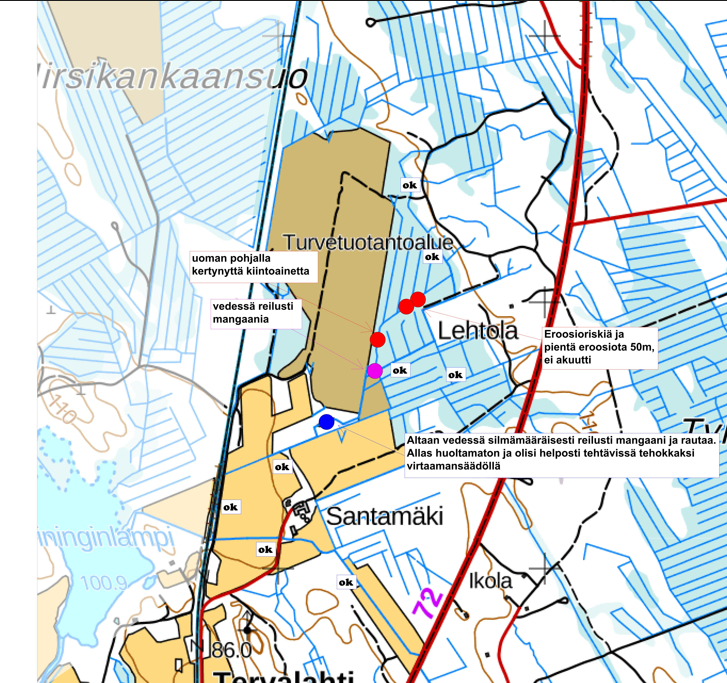 Iirsikankaansuo
ok
Turvetuotantoalue
ok
uoman pohjalla
kertynyttä kiintoainetta
vedessä reilusti
mangaania
Lehtola
Eroosioriskiä ja
pientä eroosiota 50m,
ei akuutti
ok
ok
110
Altaan vedessä silmämääräisesti reilusti mangaani ja rautaa.
Allas huoltamaton ja olisi helposti tehtävissä tehokkaksi
virtaamansäädöllä
ok
ok
Santamäki
ininginlampi
ok
100.9
ok
Ikola
72
86.0
Tervalahti